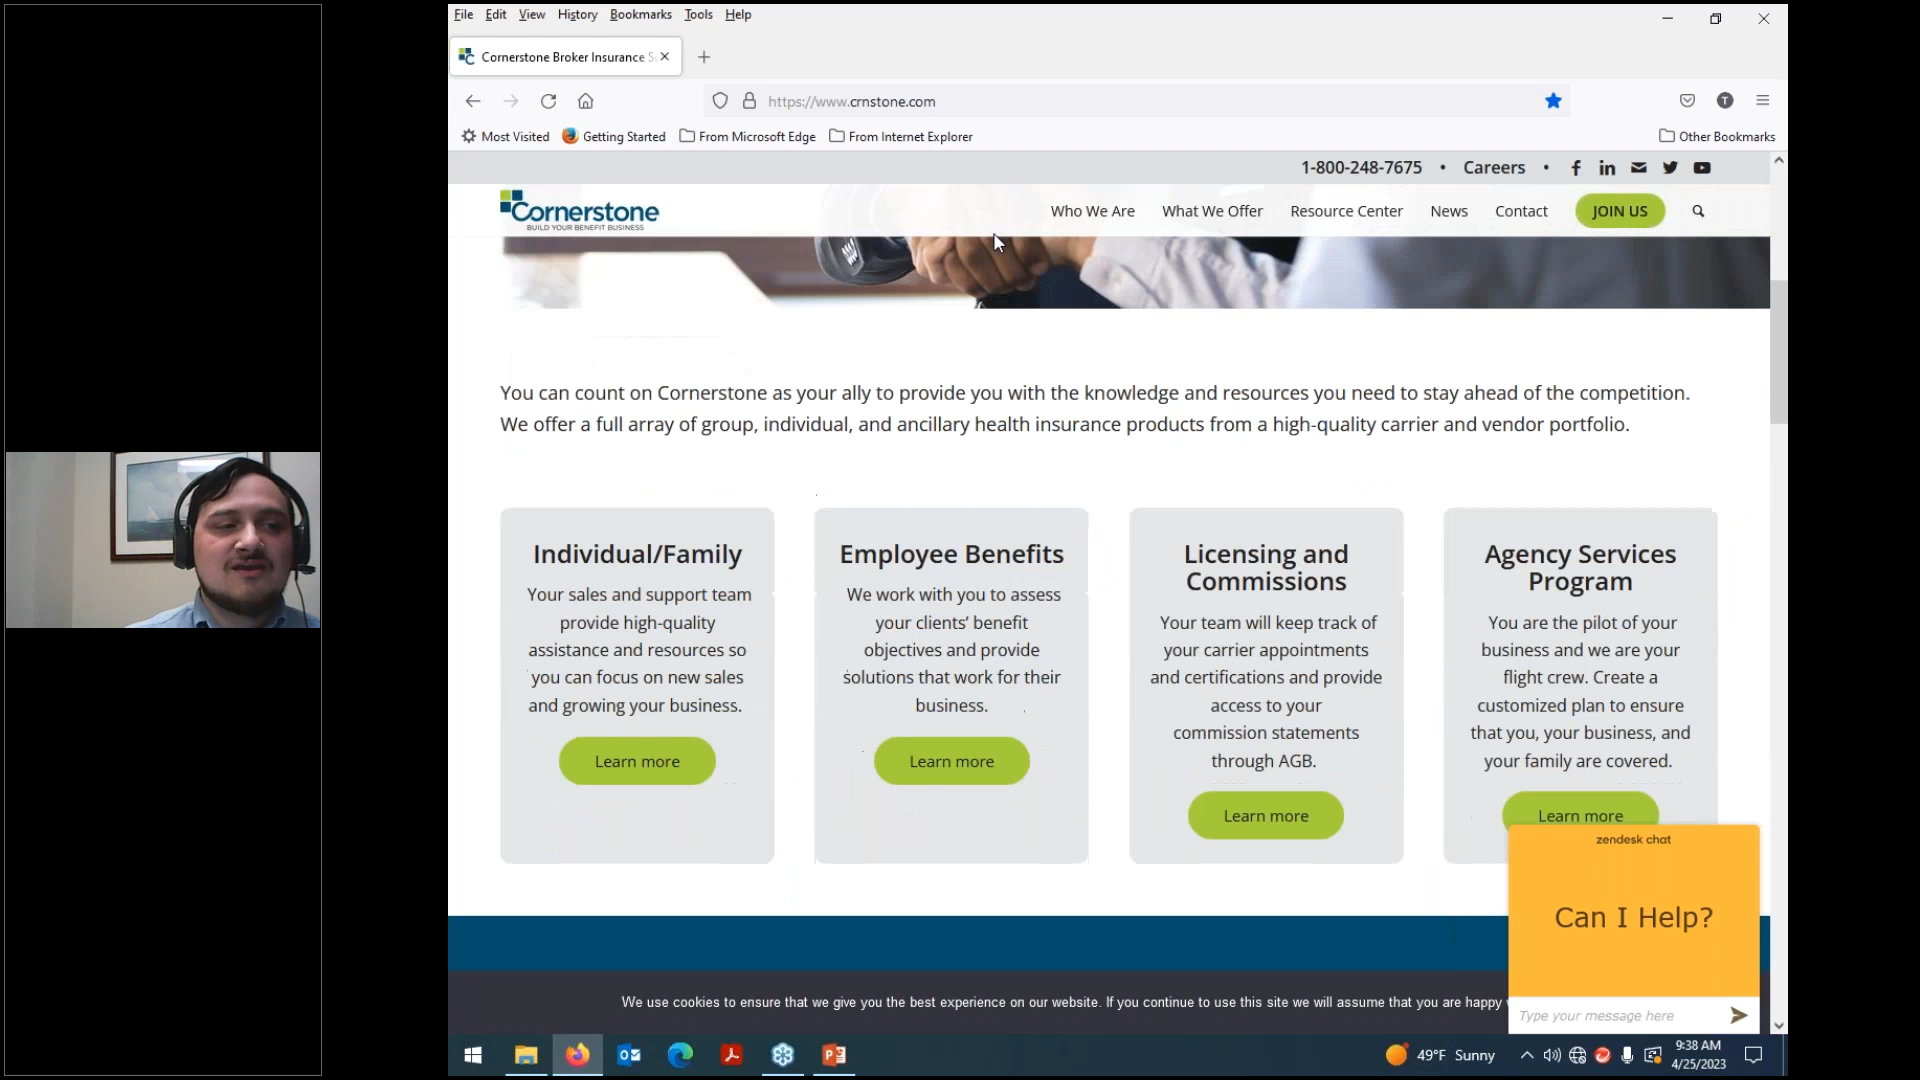 File Edit View History Bookmarks Tools Help
Cornerstone Broker Insurance S
https://www.crnstone.com
T
Most Visited Getting Started From Microsoft Edge From Internet Explorer Other Bookmarks
1-800-248-7675 • Careers •
Cornerstone
BUILD YOUR BENEFIT BUSINESS
Who We Are What We Offer Resource Center News Contact JOIN US
You can count on Cornerstone as your ally to provide you with the knowledge and resources you need to stay ahead of the competition.
We offer a full array of group, individual, and ancillary health insurance products from a high-quality carrier and vendor portfolio.
Individual/Family
Your sales and support team
provide high-quality
assistance and resources so
you can focus on new sales
and growing your business.
Learn more
Employee Benefits
We work with you to assess
your clients’ benefit
objectives and provide
solutions that work for their
business.
Learn more
Licensing and
Commissions
Your team will keep track of
your carrier appointments
and certifications and provide
access to your
commission statements
through AGB.
Learn more
Agency Services
Program
You are the pilot of your
business and we are your
flight crew. Create a
customized plan to ensure
that you, your business, and
your family are covered.
Learn more
zendesk chat
Can I Help?
Type your message here
We use cookies to ensure that we give you the best experience on our website. If you continue to use this site we will assume that you are happy
49°F Sunny
9:38 AM
4/25/2023